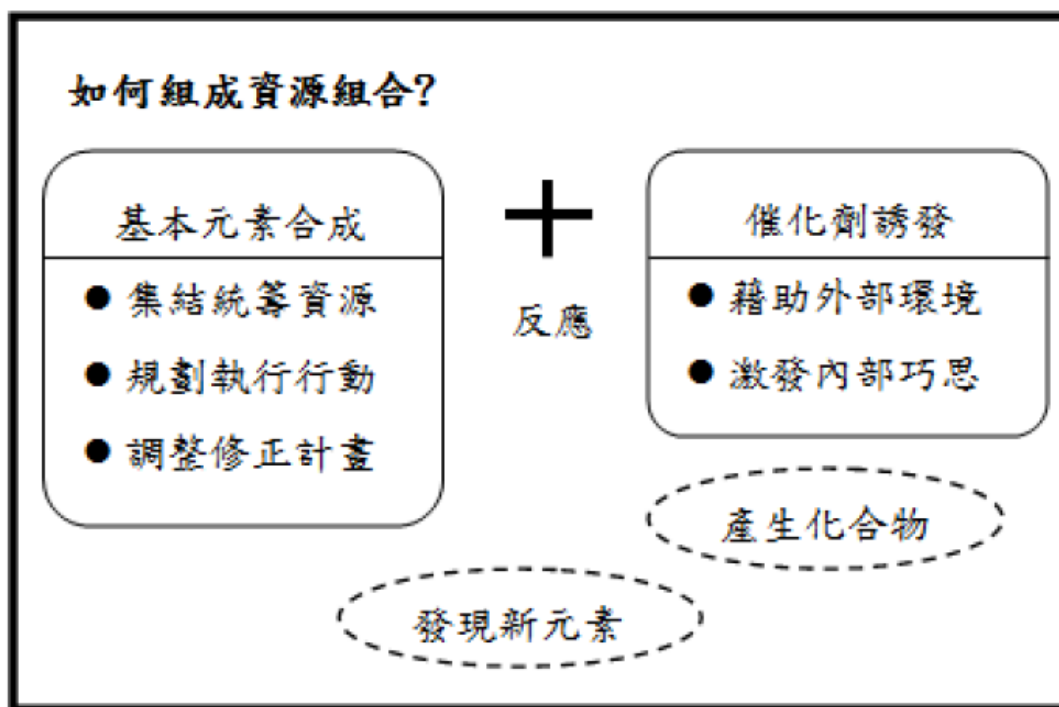 如何組成資源組合?
基本元素合成
● 集結統籌資源
● 規劃執行行動
● 調整修正計畫
+
反應
催化劑誘發
● 藉助外部環境
● 激發內部巧思
產生化合物
發現新元素